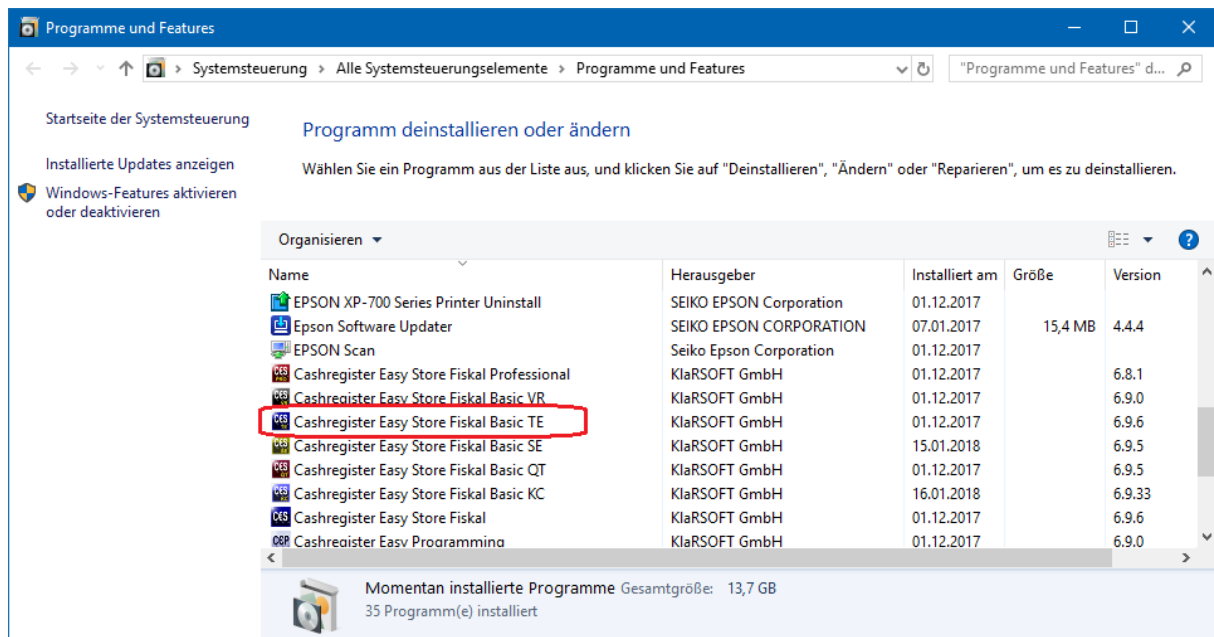 Programme und Features
Systemsteuerung > Alle Systemsteuerungselemente > Programme und Features
"Programme und Features" d...
Startseite der Systemsteuerung
Installierte Updates anzeigen
Windows-Features aktivieren
oder deaktivieren
Programm deinstallieren oder ändern
Wählen Sie ein Programm aus der Liste aus, und klicken Sie auf "Deinstallieren", "Ändern" oder "Reparieren", um es zu deinstallieren.
Organisieren
Name Herausgeber Installiert am Größe Version
EPSON XP-700 Series Printer Uninstall SEIKO EPSON Corporation 01.12.2017
Epson Software Updater SEIKO EPSON CORPORATION 07.01.2017 15,4 MB 4.4.4
EPSON Scan Seiko Epson Corporation 01.12.2017
Cashregister Easy Store Fiskal Professional KlaRSOFT GmbH 01.12.2017 6.8.1
Cashregister Easy Store Fiskal Basic VR KlaRSOFT GmbH 01.12.2017 6.9.0
Cashregister Easy Store Fiskal Basic TE KlaRSOFT GmbH 01.12.2017 6.9.6
Cashregister Easy Store Fiskal Basic SE KlaRSOFT GmbH 15.01.2018 6.9.5
Cashregister Easy Store Fiskal Basic QT KlaRSOFT GmbH 01.12.2017 6.9.5
Cashregister Easy Store Fiskal Basic KC KlaRSOFT GmbH 16.01.2018 6.9.33
Cashregister Easy Store Fiskal KlaRSOFT GmbH 01.12.2017 6.9.6
Cashregister Easy Programming KlaRSOFT GmbH 01.12.2017 6.9.0
Momentan installierte Programme Gesamtgröße: 13,7 GB
35 Programm(e) installiert